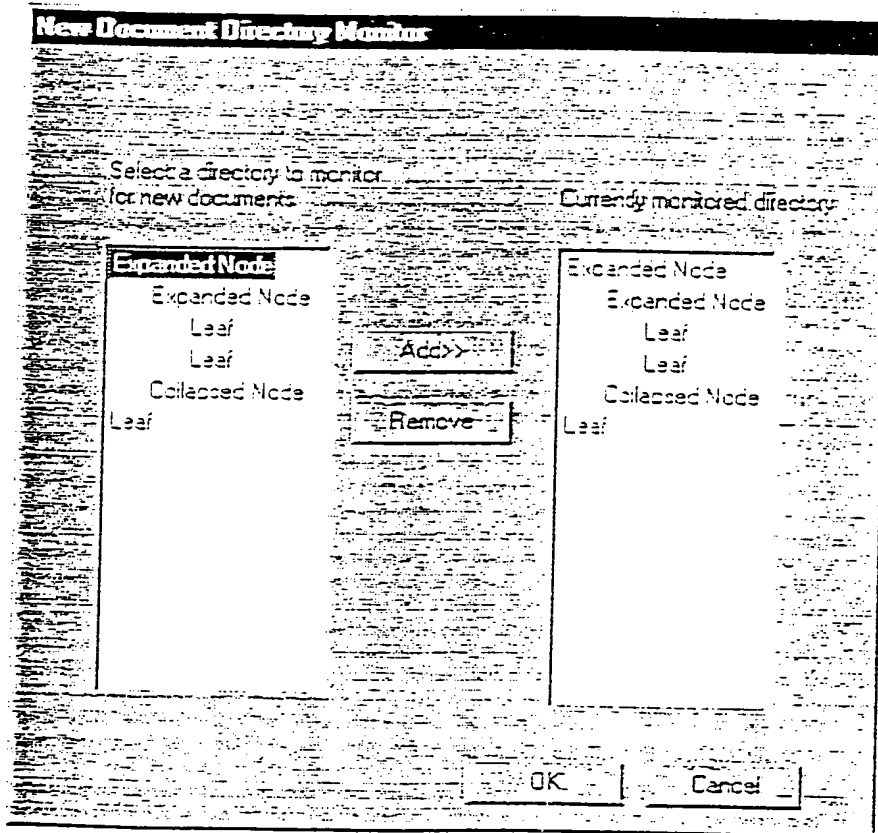 New Document Directory Monitor
Select a directory to monitor
for new documents
Currently monitored directory
Expanded Node
Expanded Node
Leaf
Leaf
Collapsed Node
Leaf
Add>>
Remove
Expanded Node
Expanded Node
Leaf
Leaf
Collapsed Node
Leaf
OK
Cancel